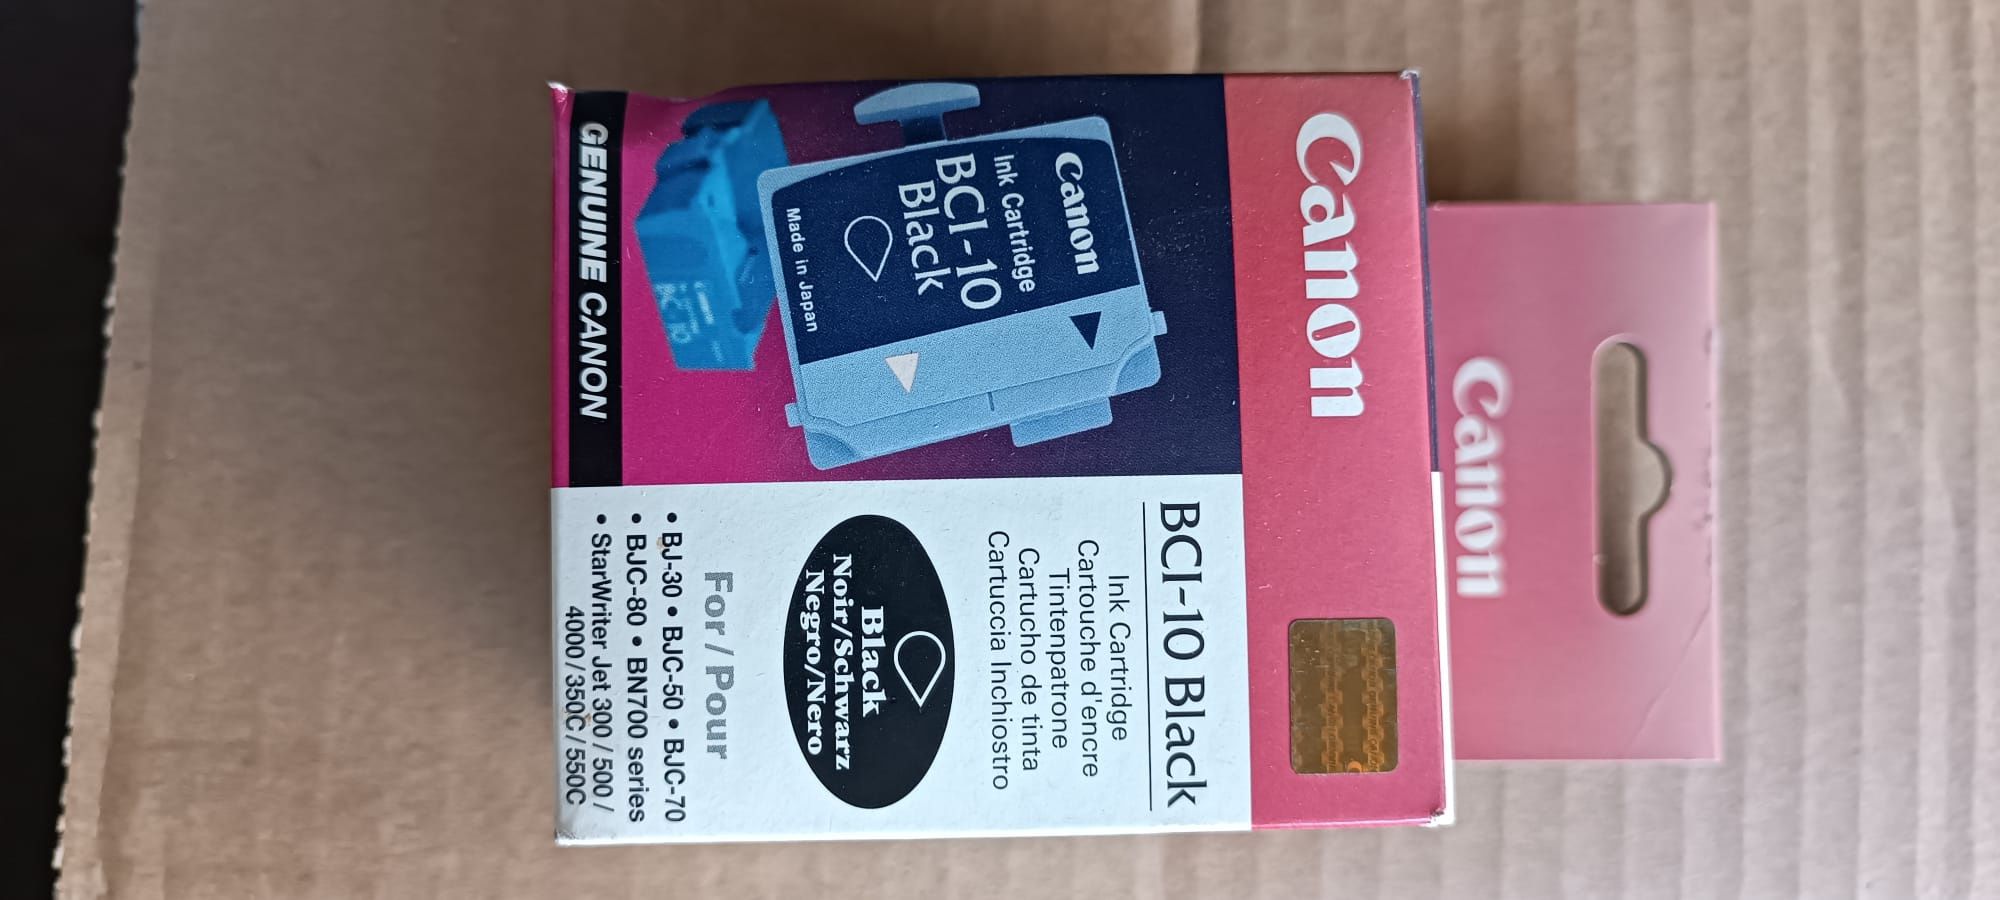 Canon
Canon
Canon
Ink Cartridge
BCI-10
Black
Made in Japan
GENUINE CANON
BCI-10 Black
Ink Cartridge
Cartouche d'encre
Tintenpatrone
Cartucho de tinta
Cartuccia Inchiostro
Black
Noir/Schwarz
Negro/Nero
For / Pour
• BJ-30 • BJC-50 • BJC-70
• BJC-80 • BN700 series
• StarWriter Jet 300 / 500 /
4000 / 350C / 550C